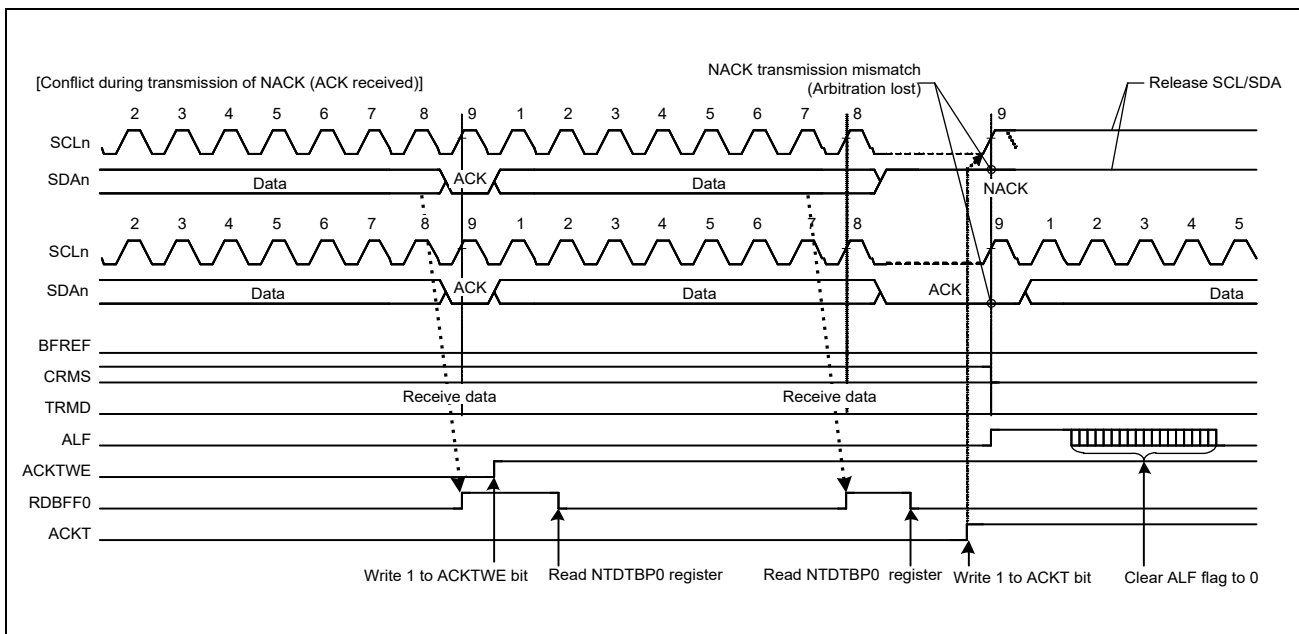 [Conflict during transmission of NACK (ACK received)]
NACK transmission mismatch
(Arbitration lost)
Release SCL/SDA
2 3 4 5 6 7 8 9 1 2 3 4 5 6 7 8 9
SCLn
SDAn Data ACK Data NACK
2 3 4 5 6 7 8 9 1 2 3 4 5 6 7 8 9 1 2 3 4 5
SCLn
SDAn Data ACK Data ACK Data
BFREF
CRMS
Receive data Receive data
TRMD
ALF
ACKTWE
RDBFF0
ACKT
Write 1 to ACKTWE bit Read NTDTBP0 register Read NTDTBP0 register Write 1 to ACKT bit Clear ALF flag to 0